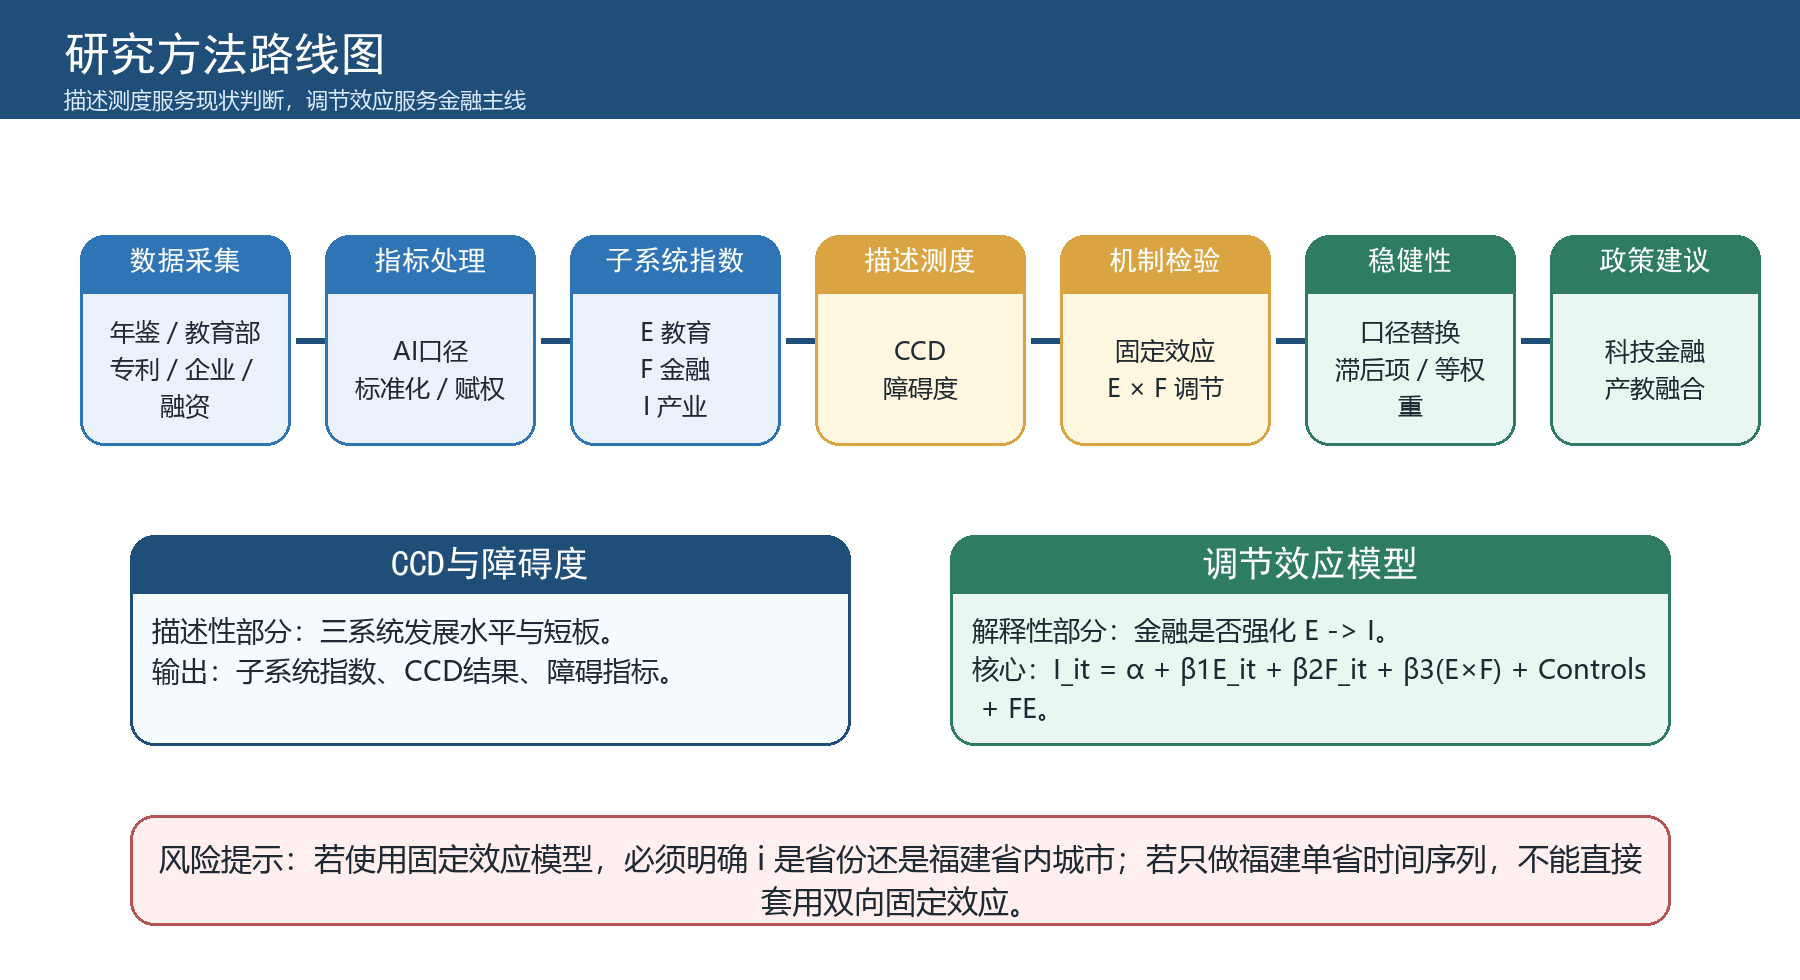 研究方法路线图
描述测度服务现状判断，调节效应服务金融主线
数据采集
年鉴 / 教育部
专利 / 企业 /
融资
指标处理
AI口径
标准化 / 赋权
子系统指数
E 教育
F 金融
I 产业
描述测度
CCD
障碍度
机制检验
固定效应
E × F 调节
稳健性
口径替换
滞后项 / 等权
重
政策建议
科技金融
产教融合
CCD与障碍度
描述性部分：三系统发展水平与短板。
输出：子系统指数、CCD结果、障碍指标。
调节效应模型
解释性部分：金融是否强化 E -> I。
核心：I_it = α + β1E_it + β2F_it + β3(E×F) + Controls
+ FE。
风险提示：若使用固定效应模型，必须明确 i 是省份还是福建省内城市；若只做福建单省时间序列，不能直接
套用双向固定效应。